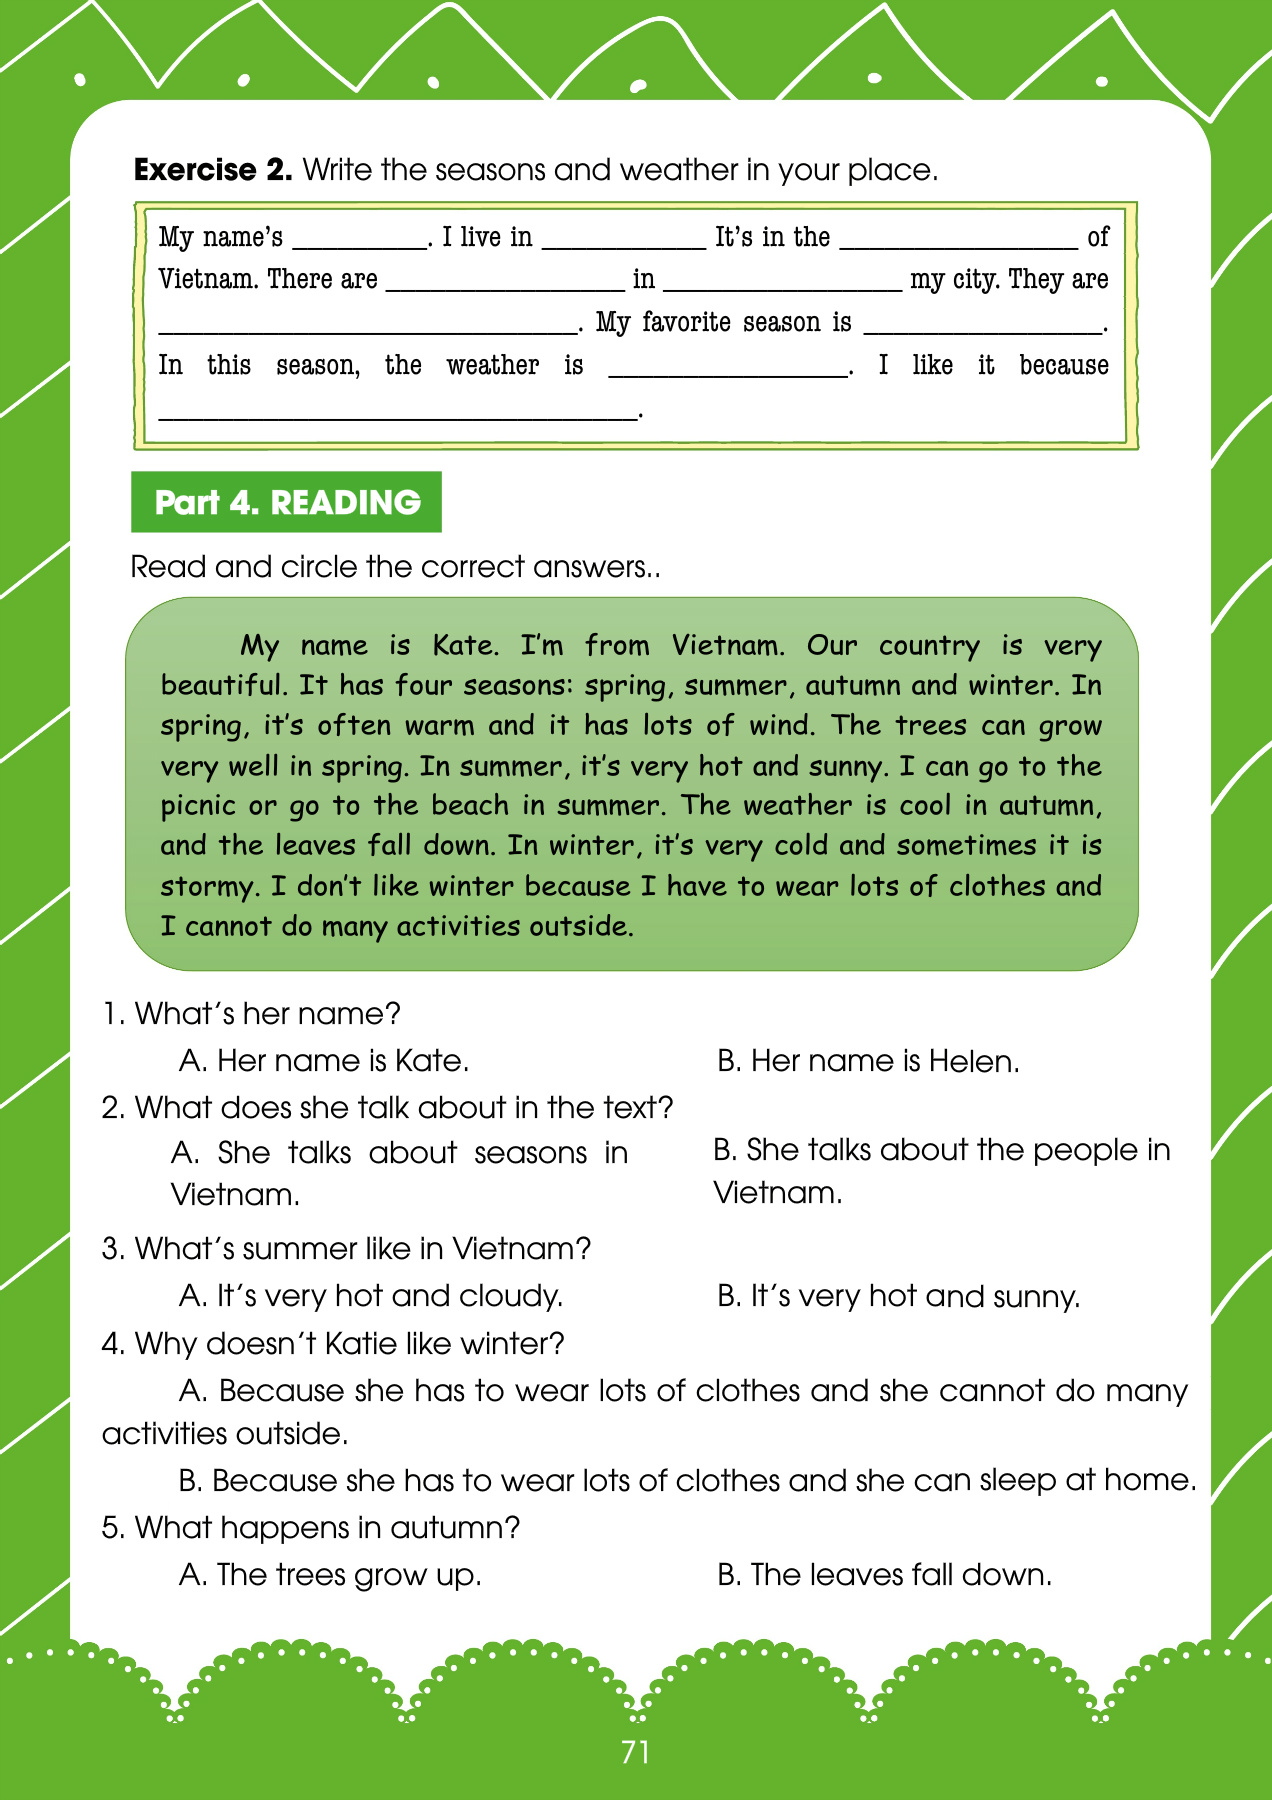 Exercise 2. Write the seasons and weather in your place.
My name's _________. I live in ___________ It's in the ________________ of
Vietnam. There are ________________ in ________________ my city. They are
____________________________. My favorite season is ________________.
In this season, the weather is ________________. I like it because
________________________________.
Part 4. READING
Read and circle the correct answers..
My name is Kate. I'm from Vietnam. Our country is very
beautiful. It has four seasons: spring, summer, autumn and winter. In
spring, it's often warm and it has lots of wind. The trees can grow
very well in spring. In summer, it's very hot and sunny. I can go to the
picnic or go to the beach in summer. The weather is cool in autumn,
and the leaves fall down. In winter, it's very cold and sometimes it is
stormy. I don't like winter because I have to wear lots of clothes and
I cannot do many activities outside.
1. What's her name?
A. Her name is Kate. B. Her name is Helen.
2. What does she talk about in the text?
A. She talks about seasons in
Vietnam.
B. She talks about the people in
Vietnam.
3. What's summer like in Vietnam?
A. It's very hot and cloudy. B. It's very hot and sunny.
4. Why doesn't Katie like winter?
A. Because she has to wear lots of clothes and she cannot do many
activities outside.
B. Because she has to wear lots of clothes and she can sleep at home.
5. What happens in autumn?
A. The trees grow up. B. The leaves fall down.
71